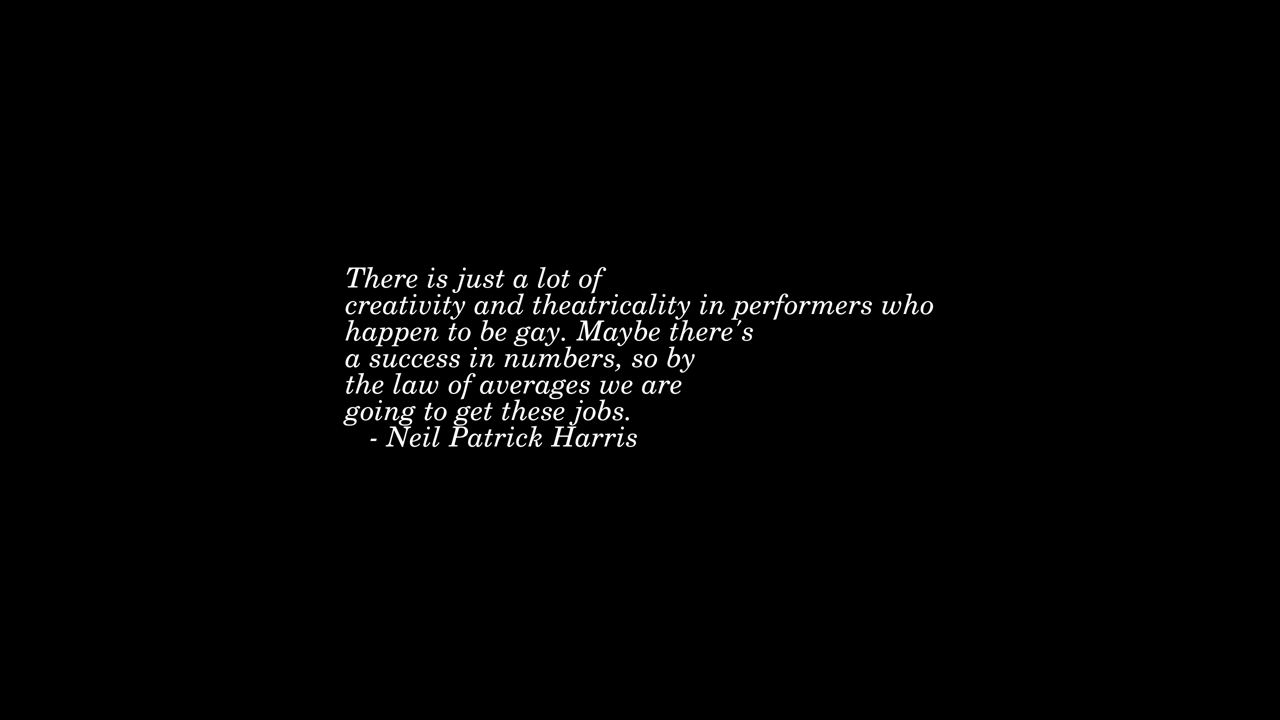 There is just a lot of
creativity and theatricality in performers who
happen to be gay. Maybe there's
a success in numbers, so by
the law of averages we are
going to get these jobs.
- Neil Patrick Harris